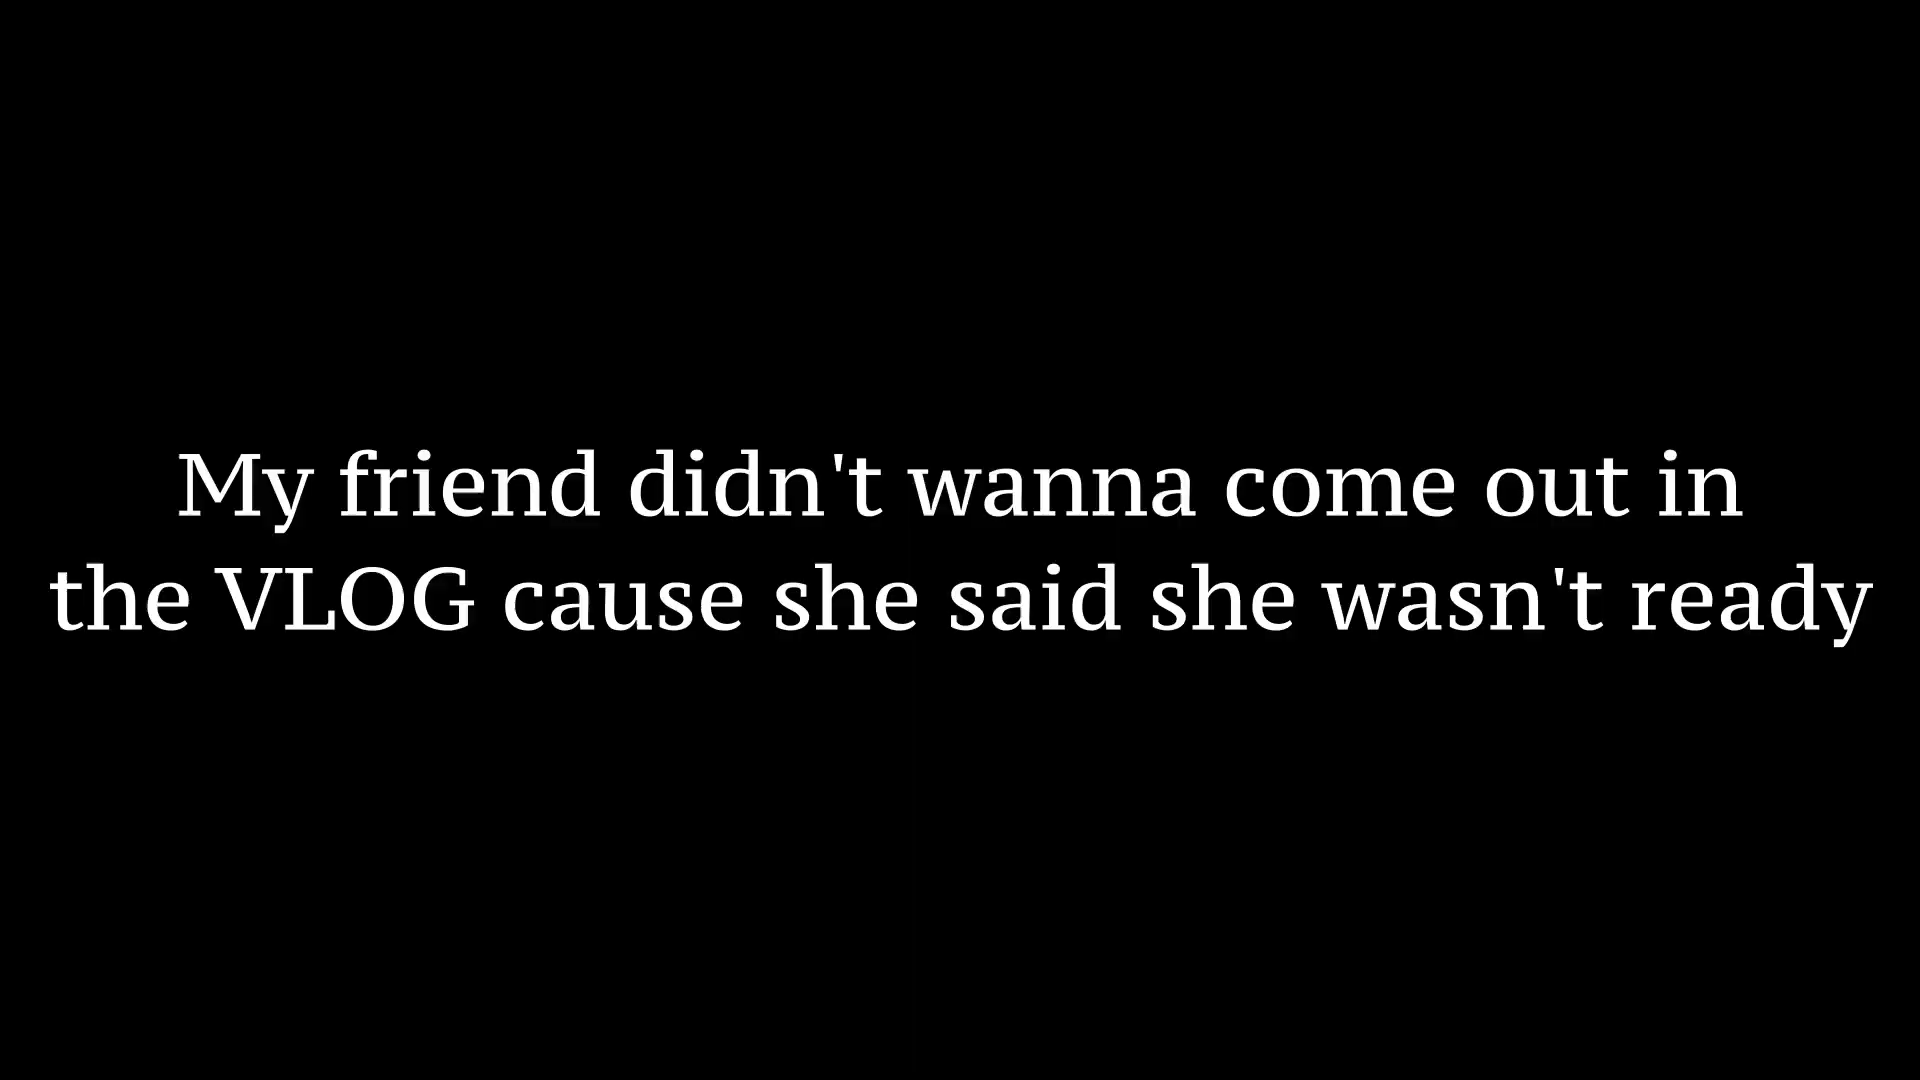 My friend didn't wanna come out in
the VLOG cause she said she wasn't ready